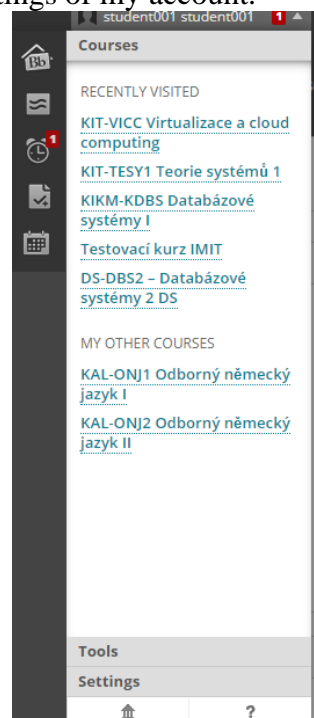 tings of my account.
student001 student001 1
Courses
Bb
1
RECENTLY VISITED
KIT-VICC Virtualizace a cloud
computing
KIT-TESY1 Teorie systémů 1
KIKM-KDBS Databázové
systémy I
Testovací kurz IMIT
DS-DBS2 – Databázové
systémy 2 DS
MY OTHER COURSES
KAL-ONJ1 Odborný německý
jazyk I
KAL-ONJ2 Odborný německý
jazyk II
Tools
Settings
?